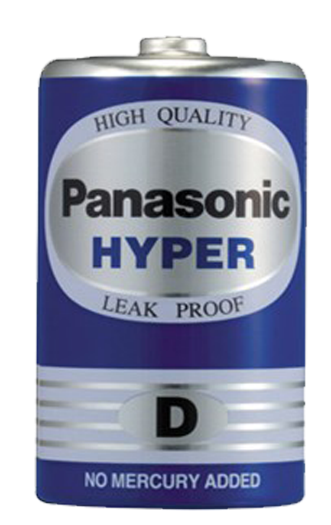 HIGH QUALITY
Panasonic
HYPER
LEAK PROOF
D
NO MERCURY ADDED